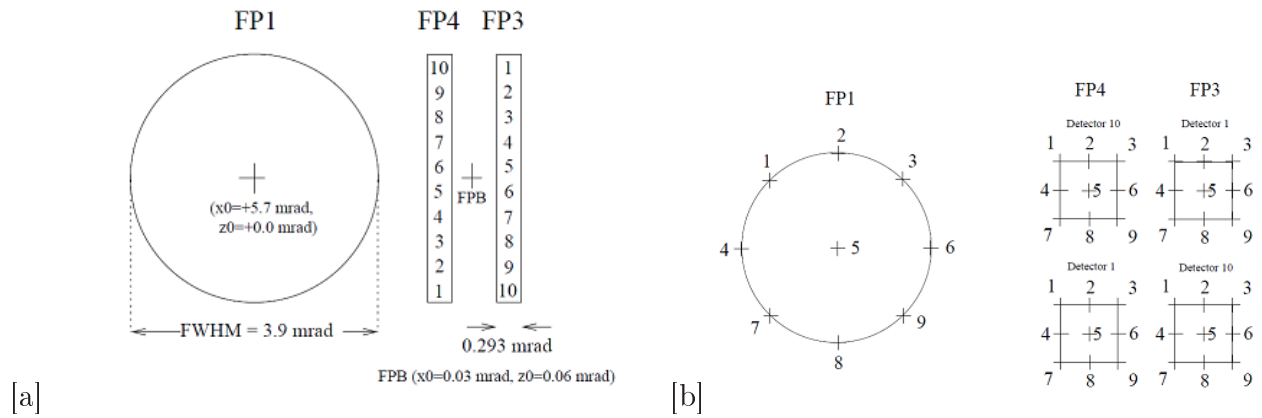 FP1
FP4 FP3
10 1
9 2
8 3
7 4
6 5
5 6
4 7
3 8
2 9
1 10
FPB
(x0=+5.7 mrad,
z0=+0.0 mrad)
FWHM = 3.9 mrad
0.293 mrad
FPB (x0=0.03 mrad, z0=0.06 mrad)
[a]
FP1
2
1 3
4 5 6
7 9
8
FP4 FP3
Detector 10 Detector 1
1 2 3 1 2 3
4 5 6 4 5 6
7 8 9 7 8 9
Detector 1 Detector 10
1 2 3 1 2 3
4 5 6 4 5 6
7 8 9 7 8 9
[b]